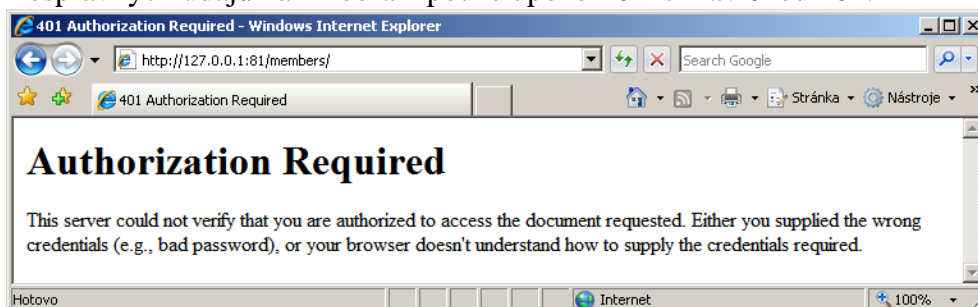 401 Authorization Required - Windows Internet Explorer
http://127.0.0.1:81/members/
Search Google
401 Authorization Required
Stránka
Nástroje
Authorization Required
This server could not verify that you are authorized to access the document requested. Either you supplied the wrong
credentials (e.g., bad password), or your browser doesn't understand how to supply the credentials required.
Hotovo
Internet
100%